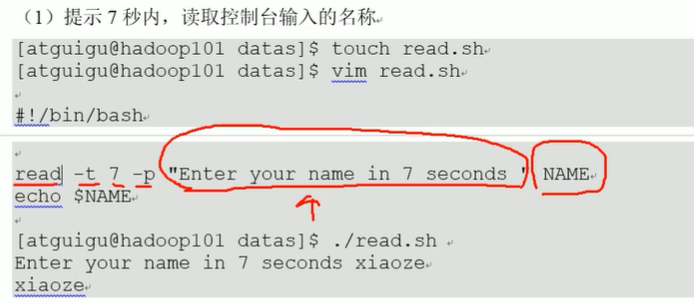 （1）提示 7 秒内，读取控制台输入的名称
[atguigu@hadoop101 datas]$ touch read.sh
[atguigu@hadoop101 datas]$ vim read.sh
#!/bin/bash
read -t 7 -p "Enter your name in 7 seconds " NAME
echo $NAME
[atguigu@hadoop101 datas]$ ./read.sh
Enter your name in 7 seconds xiaoze
xiaoze